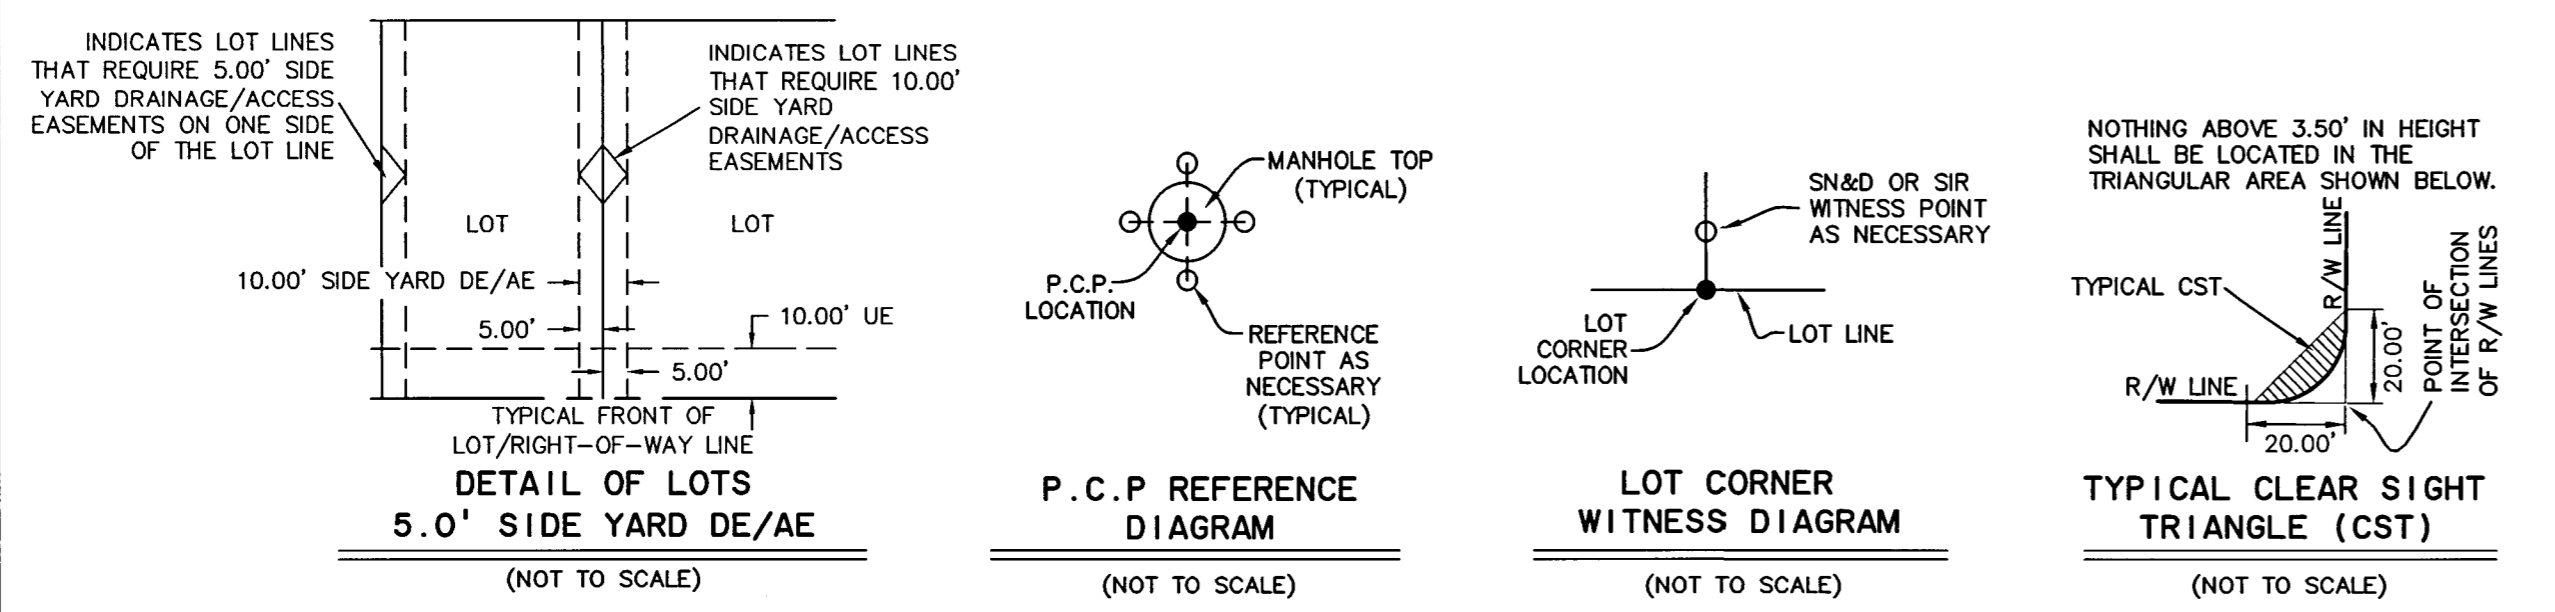 INDICATES LOT LINES
THAT REQUIRE 5.00' SIDE
YARD DRAINAGE/ACCESS
EASEMENTS ON ONE SIDE
OF THE LOT LINE
INDICATES LOT LINES
THAT REQUIRE 10.00'
SIDE YARD
DRAINAGE/ACCESS
EASEMENTS
LOT
LOT
10.00' SIDE YARD DE/AE
5.00'
10.00' UE
5.00'
TYPICAL FRONT OF
LOT/RIGHT-OF-WAY LINE
DETAIL OF LOTS
5.0' SIDE YARD DE/AE
(NOT TO SCALE)
MANHOLE TOP
(TYPICAL)
P.C.P.
LOCATION
REFERENCE
POINT AS
NECESSARY
(TYPICAL)
P.C.P REFERENCE
DIAGRAM
(NOT TO SCALE)
SN&D OR SIR
WITNESS POINT
AS NECESSARY
LOT
CORNER
LOCATION
LOT LINE
LOT CORNER
WITNESS DIAGRAM
(NOT TO SCALE)
NOTHING ABOVE 3.50' IN HEIGHT
SHALL BE LOCATED IN THE
TRIANGULAR AREA SHOWN BELOW.
TYPICAL CST
R/W LINE
R/W LINE
20.00'
20.00'
POINT OF
INTERSECTION
OF R/W LINES
TYPICAL CLEAR SIGHT
TRIANGLE (CST)
(NOT TO SCALE)